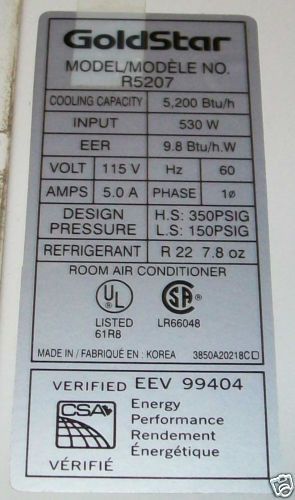 GoldStar
MODEL/MODÈLE NO.
R5207
COOLING CAPACITY 5,200 Btu/h
INPUT 530 W
EER 9.8 Btu/h.W
VOLT 115 V Hz 60
AMPS 5.0 A PHASE 1ø
DESIGN PRESSURE H.S: 350PSIG
L.S: 150PSIG
REFRIGERANT R 22 7.8 oz
ROOM AIR CONDITIONER
UL
LISTED
61R8
SA
LR66048
MADE IN / FABRIQUÉ EN : KOREA 3850A20218C
VERIFIED EEV 99404
CSA
Energy
Performance
Rendement
Énergétique
VÉRIFIÉ